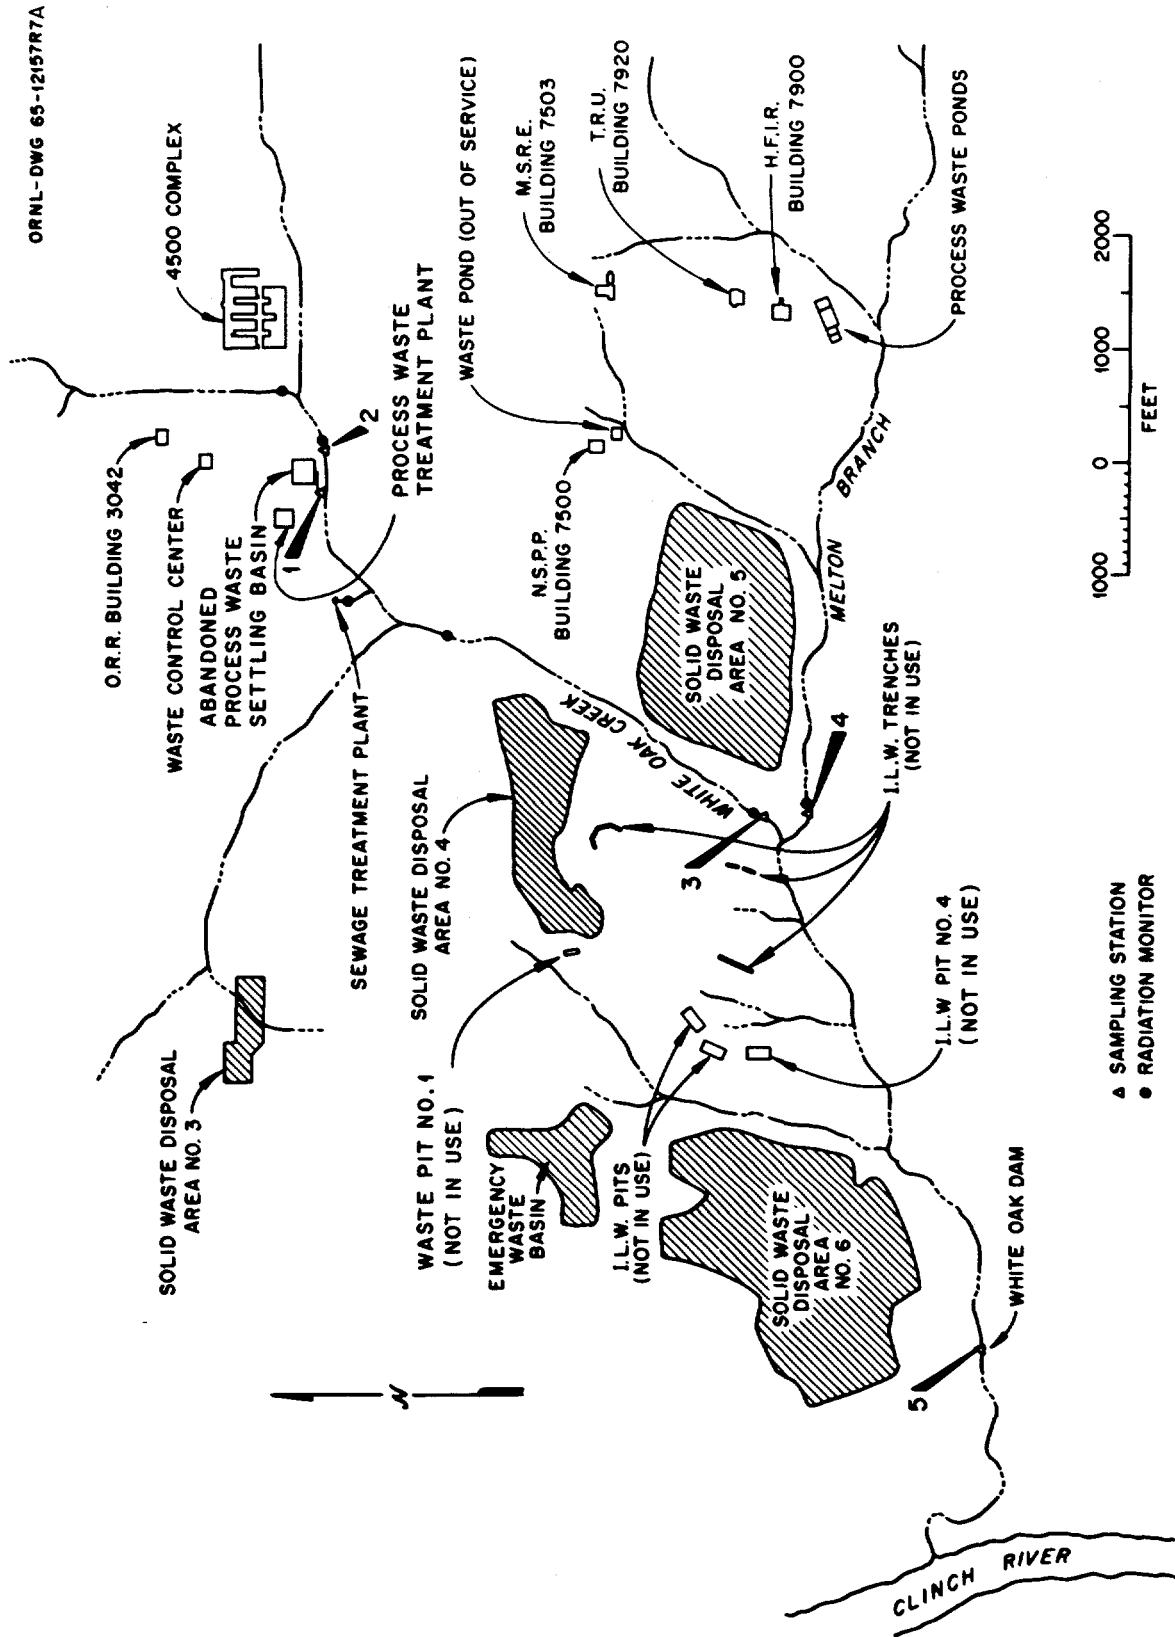 ORNL-DWG 65-12157R7A
4500 COMPLEX
O.R.R. BUILDING 3042
WASTE CONTROL CENTER
ABANDONED
PROCESS WASTE
SETTLING BASIN
1
2
PROCESS WASTE
TREATMENT PLANT
SEWAGE TREATMENT PLANT
SOLID WASTE DISPOSAL
AREA NO. 3
WASTE POND (OUT OF SERVICE)
M.S.R.E.
BUILDING 7503
T.R.U.
BUILDING 7920
H.F.I.R.
BUILDING 7900
PROCESS WASTE PONDS
N.S.P.P.
BUILDING 7500
SOLID WASTE
DISPOSAL
AREA NO. 5
MELTON
BRANCH
WHITE OAK CREEK
SOLID WASTE DISPOSAL
AREA NO. 4
3
4
I.L.W. TRENCHES
(NOT IN USE)
WASTE PIT NO. 1
(NOT IN USE)
EMERGENCY
WASTE
BASIN
I.L.W. PITS
(NOT IN USE)
I.L.W PIT NO. 4
(NOT IN USE)
SOLID WASTE
DISPOSAL
AREA
NO. 6
N
5
WHITE OAK DAM
CLINCH RIVER
SAMPLING STATION
RADIATION MONITOR
1000 0 1000 2000
FEET